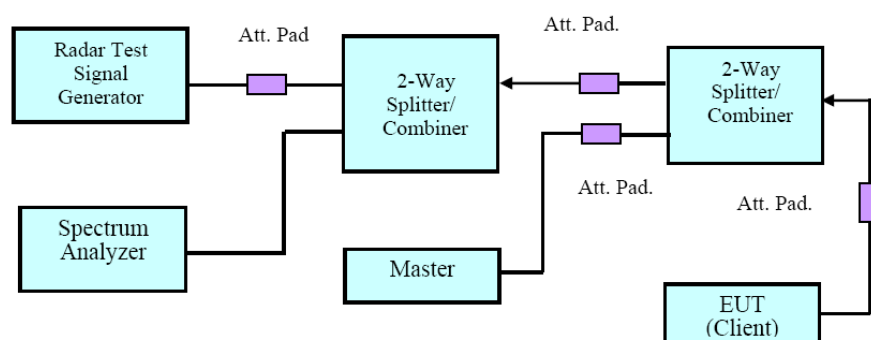 Radar Test
Signal
Generator
Att. Pad
2-Way
Splitter/
Combiner
Att. Pad.
2-Way
Splitter/
Combiner
Att. Pad.
Att. Pad.
Spectrum
Analyzer
Master
EUT
(Client)